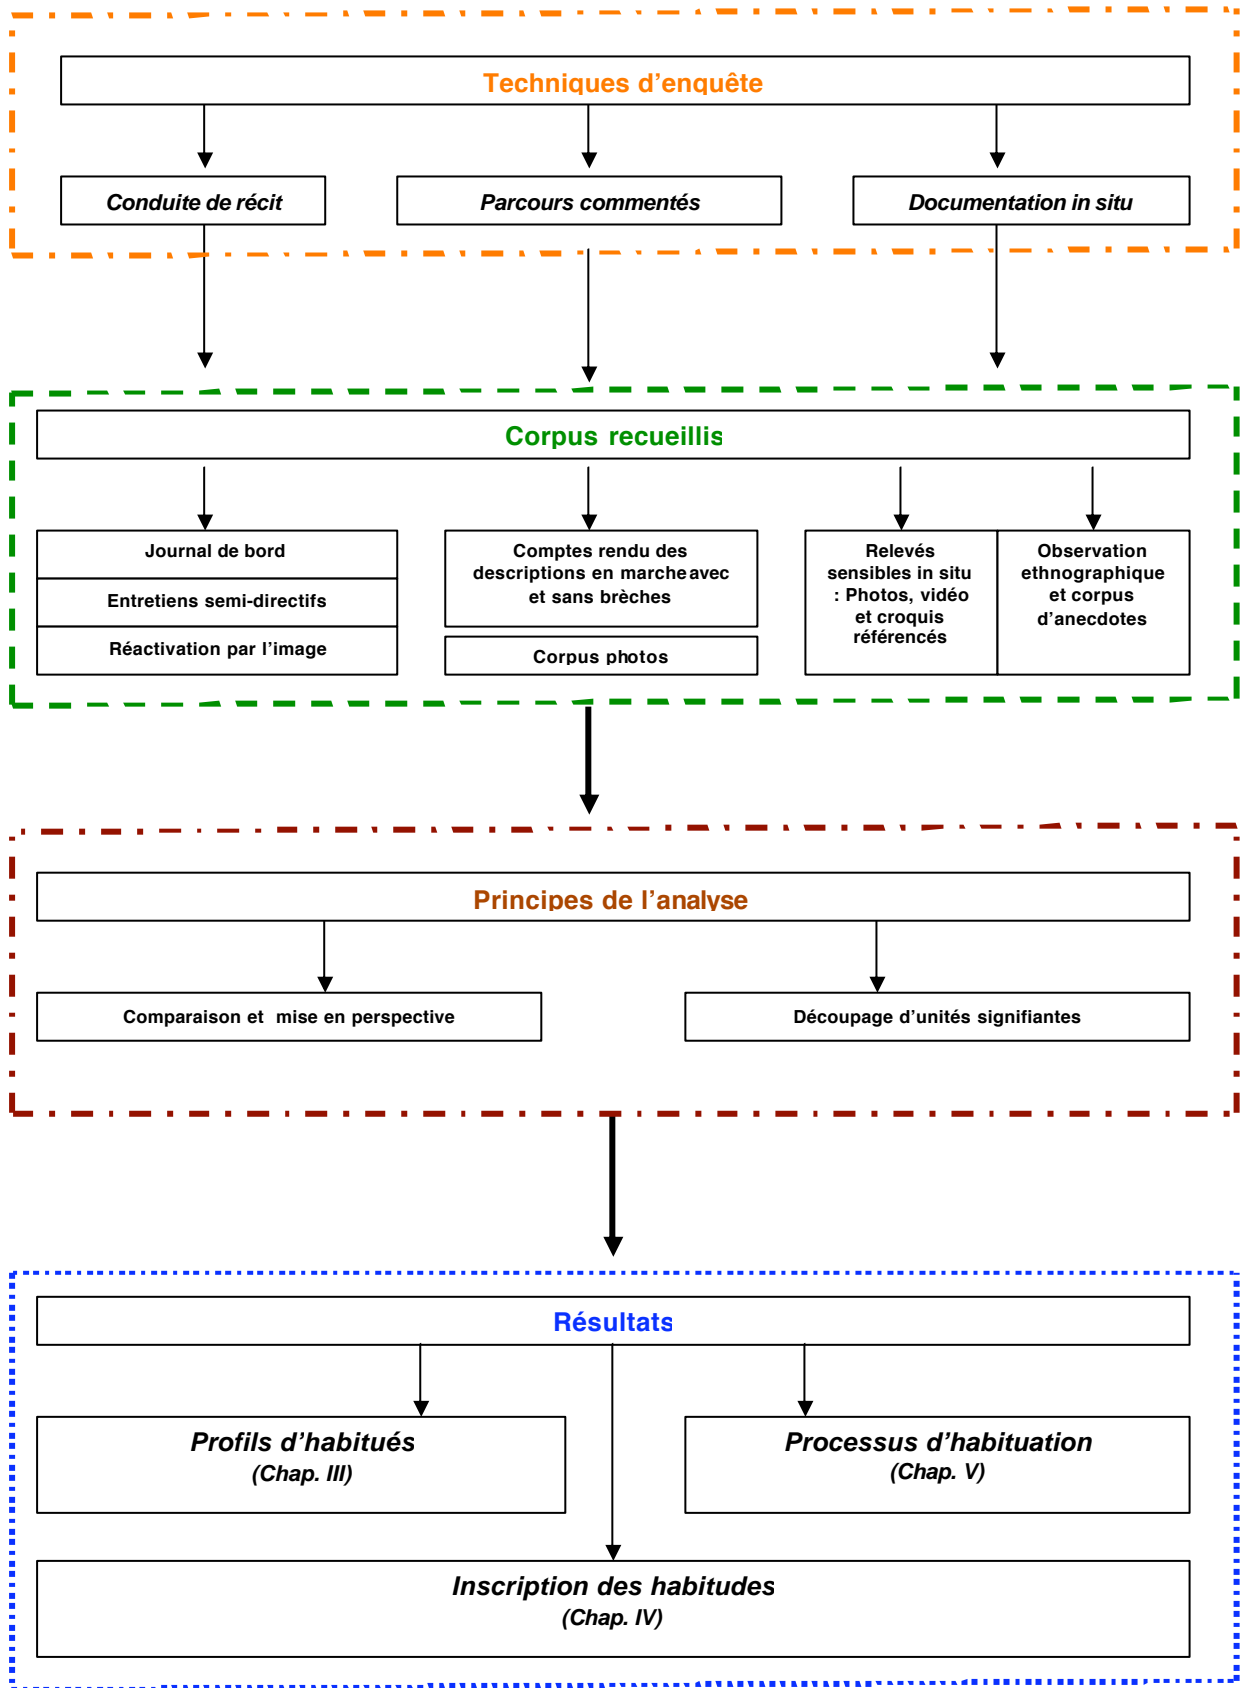 Techniques d'enquête
Conduite de récit
Parcours commentés
Documentation in situ
Corpus recueillis
Journal de bord
Entretiens semi-directifs
Réactivation par l'image
Comptes rendu des
descriptions en marche avec
et sans brèches
Corpus photos
Relevés
sensibles in situ
: Photos, vidéo
et croquis
référencés
Observation
ethnographique
et corpus
d'anecdotes
Principes de l'analyse
Comparaison et mise en perspective
Découpage d'unités signifiantes
Résultats
Profils d'habitués
(Chap. III)
Processus d'habituation
(Chap. V)
Inscription des habitudes
(Chap. IV)